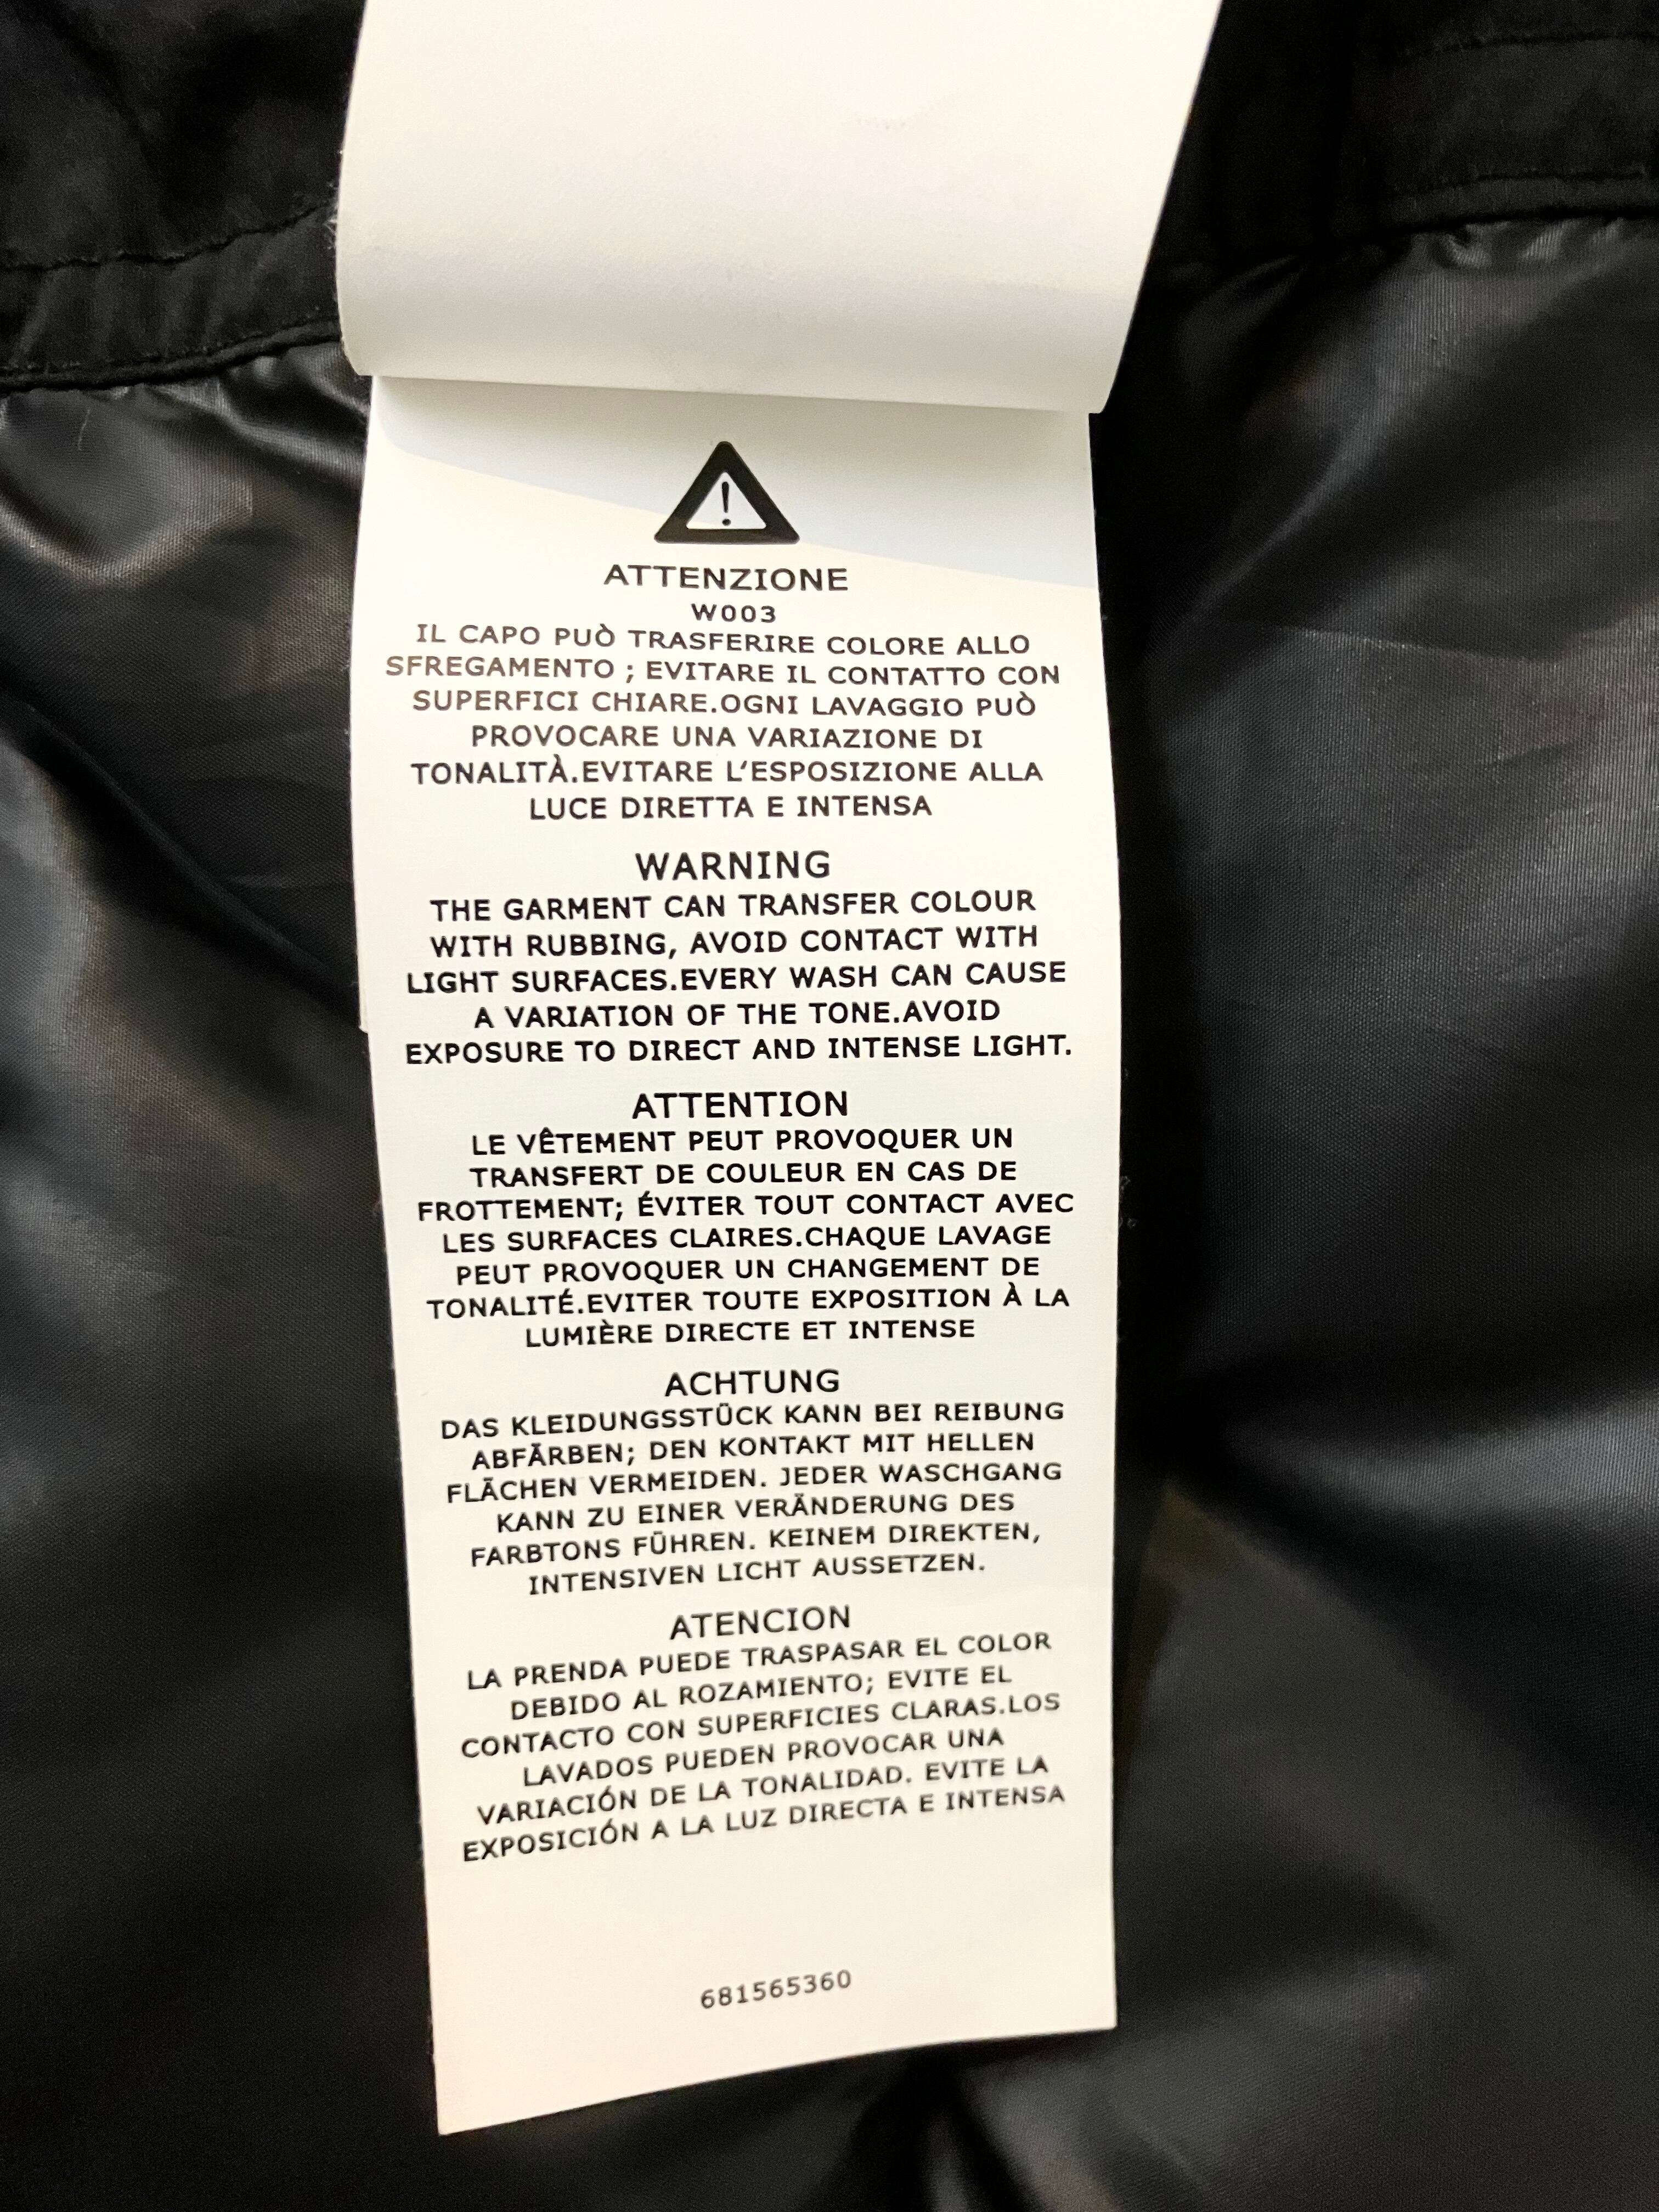 ATTENZIONE
W003
IL CAPO PUÒ TRASFERIRE COLORE ALLO
SFREGAMENTO ; EVITARE IL CONTATTO CON
SUPERFICI CHIARE.OGNI LAVAGGIO PUÒ
PROVOCARE UNA VARIAZIONE DI
TONALITÀ.EVITARE L'ESPOSIZIONE ALLA
LUCE DIRETTA E INTENSA
WARNING
THE GARMENT CAN TRANSFER COLOUR
WITH RUBBING, AVOID CONTACT WITH
LIGHT SURFACES.EVERY WASH CAN CAUSE
A VARIATION OF THE TONE.AVOID
EXPOSURE TO DIRECT AND INTENSE LIGHT.
ATTENTION
LE VÊTEMENT PEUT PROVOQUER UN
TRANSFERT DE COULEUR EN CAS DE
FROTTEMENT; ÉVITER TOUT CONTACT AVEC
LES SURFACES CLAIRES.CHAQUE LAVAGE
PEUT PROVOQUER UN CHANGEMENT DE
TONALITÉ.EVITER TOUTE EXPOSITION À LA
LUMIÈRE DIRECTE ET INTENSE
ACHTUNG
DAS KLEIDUNGSSTÜCK KANN BEI REIBUNG
ABFÄRBEN; DEN KONTAKT MIT HELLEN
FLÄCHEN VERMEIDEN. JEDER WASCHGANG
KANN ZU EINER VERÄNDERUNG DES
FARBTONS FÜHREN. KEINEM DIREKTEN,
INTENSIVEN LICHT AUSSETZEN.
ATENCION
LA PRENDA PUEDE TRASPASAR EL COLOR
DEBIDO AL ROZAMIENTO; EVITE EL
CONTACTO CON SUPERFICIES CLARAS.LOS
LAVADOS PUEDEN PROVOCAR UNA
VARIACIÓN DE LA TONALIDAD. EVITE LA
EXPOSICIÓN A LA LUZ DIRECTA E INTENSA
681565360